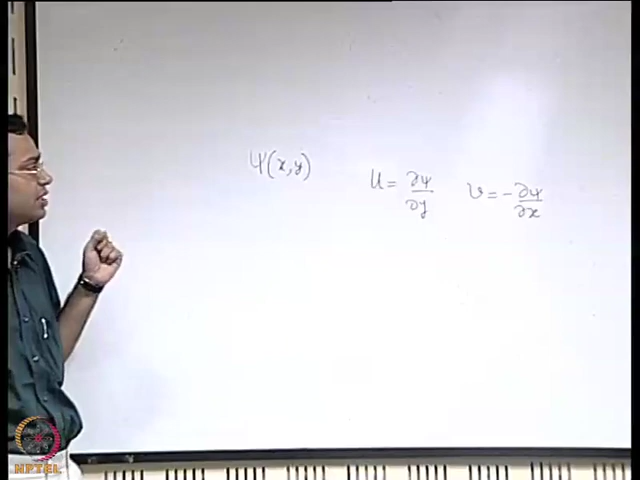 ψ(x,y) u = ∂ψ/∂y v = -∂ψ/∂x
NPTEL